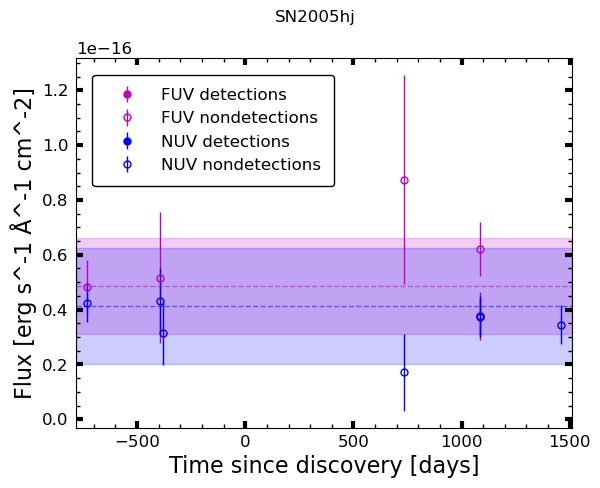 SN2005hj
1e−16
1.2
1.0
0.8
0.6
0.4
0.2
0.0
Flux [erg s^-1 Å^-1 cm^-2]
FUV detections
FUV nondetections
NUV detections
NUV nondetections
−500
0
500
1000
1500
Time since discovery [days]